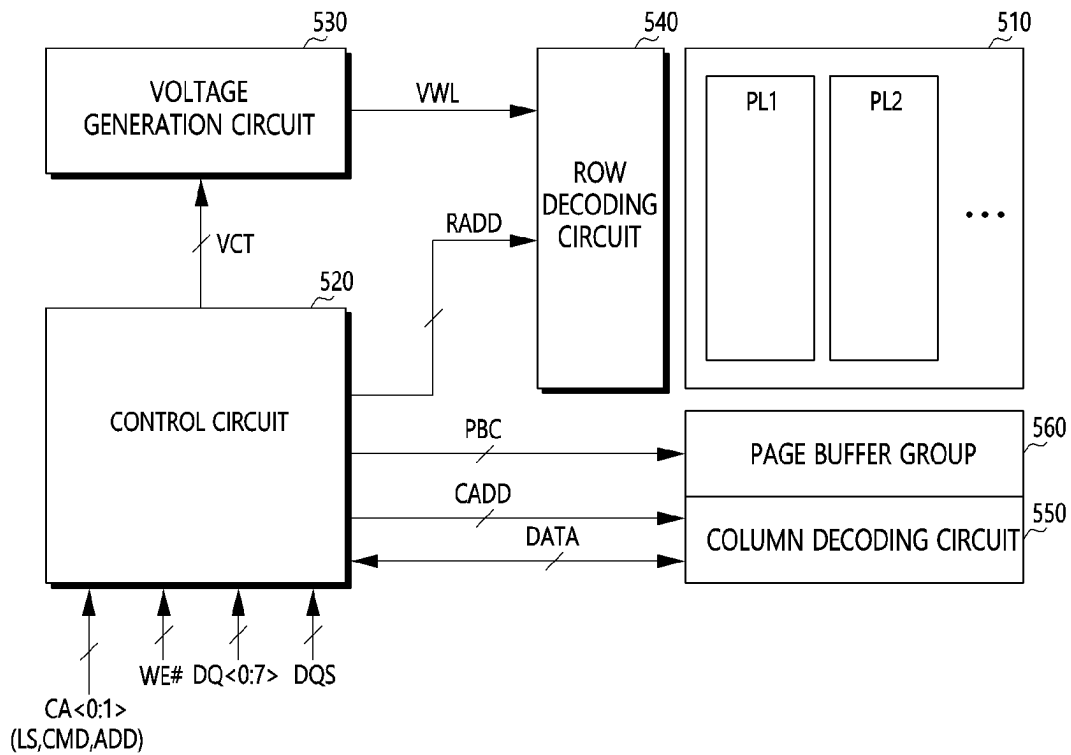 530
540
510
VOLTAGE
GENERATION CIRCUIT
VWL
PL1
PL2
ROW
DECODING
CIRCUIT
RADD
VCT
520
CONTROL CIRCUIT
PBC
560
PAGE BUFFER GROUP
CADD
550
DATA
COLUMN DECODING CIRCUIT
WE# DQ<0:7> DQS
CA<0:1>
(LS,CMD,ADD)